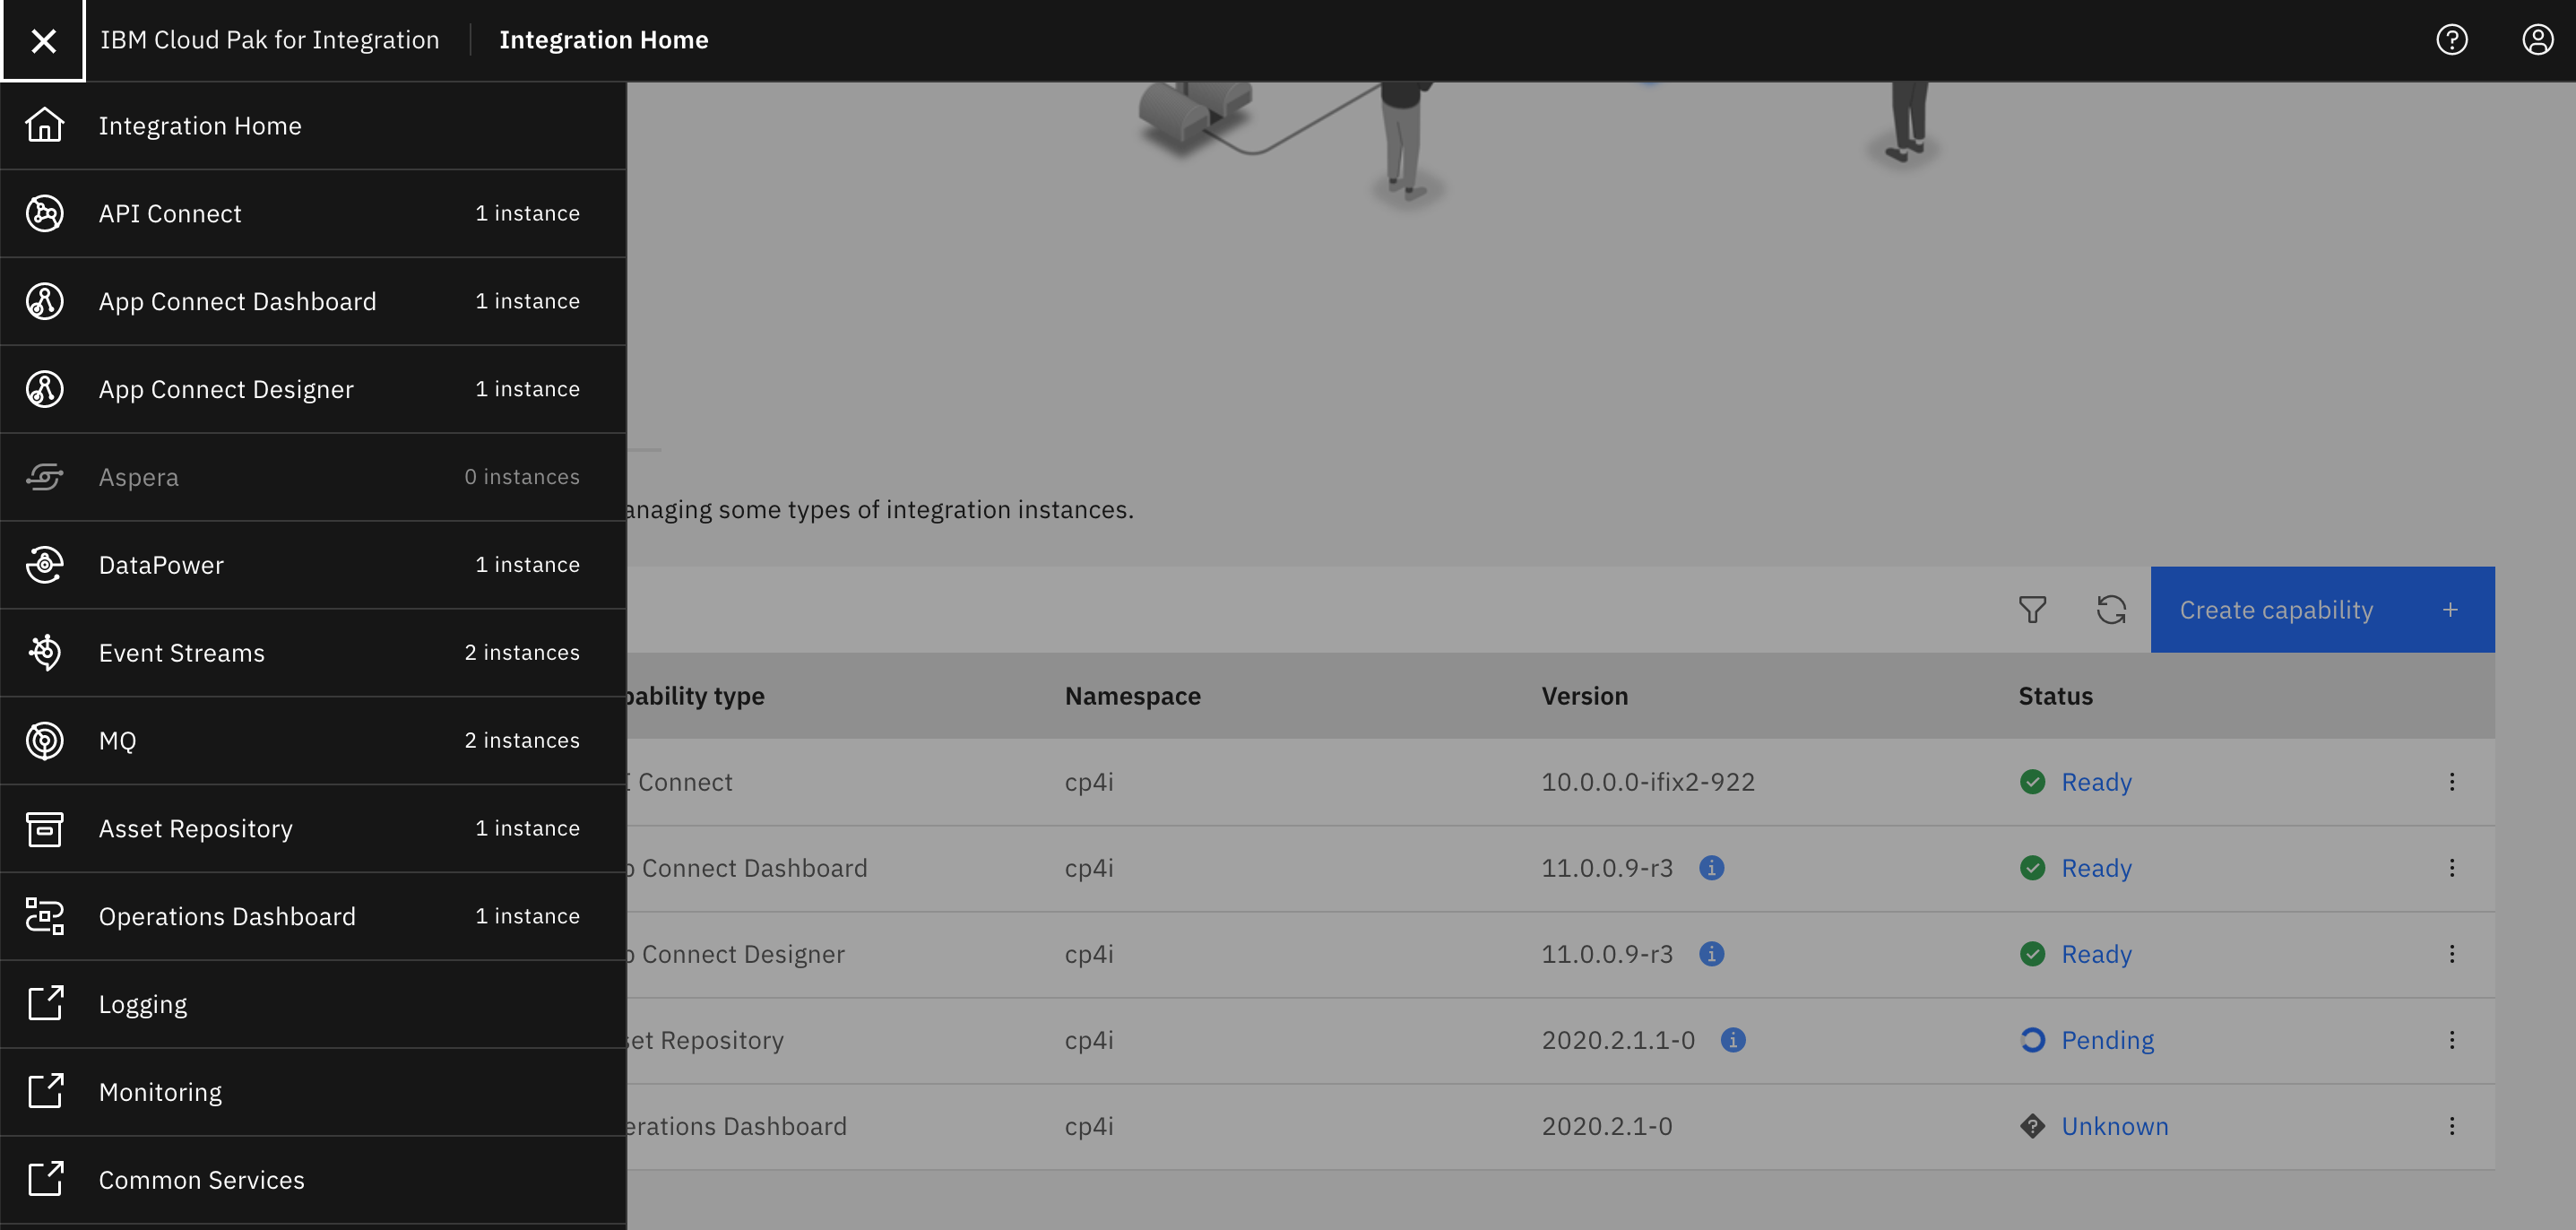 IBM Cloud Pak for Integration Integration Home
Integration Home
API Connect 1 instance
App Connect Dashboard 1 instance
App Connect Designer 1 instance
Aspera 0 instances
DataPower 1 instance
Event Streams 2 instances
MQ 2 instances
Asset Repository 1 instance
Operations Dashboard 1 instance
Logging
Monitoring
Common Services
anaging some types of integration instances.
Create capability +
pability type Namespace Version Status
I Connect cp4i 10.0.0.0-ifix2-922 Ready
p Connect Dashboard cp4i 11.0.0.9-r3 Ready
p Connect Designer cp4i 11.0.0.9-r3 Ready
set Repository cp4i 2020.2.1.1-0 Pending
erations Dashboard cp4i 2020.2.1-0 Unknown